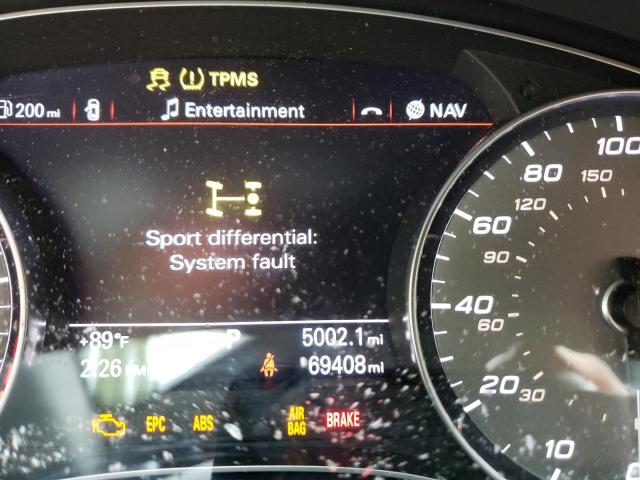 TPMS
200 mi
Entertainment
NAV
Sport differential:
System fault
+89°F
P
5002.1 mi
69408 mi
EPC
ABS
AIR
BAG
BRAKE
100
80
150
60
120
90
40
60
20
30
10
0